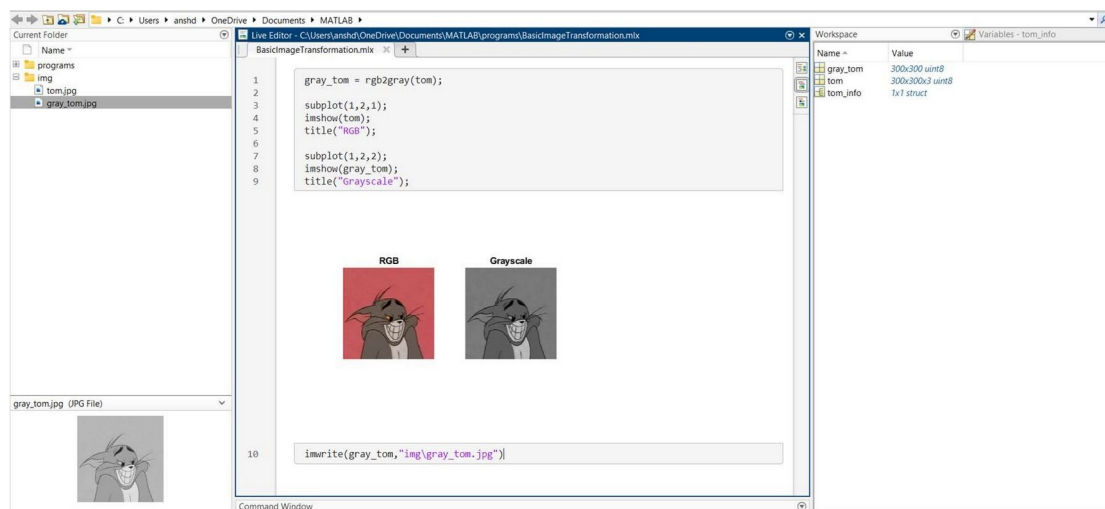 C: ▸ Users ▸ anshd ▸ OneDrive ▸ Documents ▸ MATLAB ▸
Current Folder
Name
programs
img
tom.jpg
gray_tom.jpg
gray_tom.jpg (JPG File)
Live Editor - C:\Users\anshd\OneDrive\Documents\MATLAB\programs\BasicImageTransformation.mlx
BasicImageTransformation.mlx
1 gray_tom = rgb2gray(tom);
2
3 subplot(1,2,1);
4 imshow(tom);
5 title("RGB");
6
7 subplot(1,2,2);
8 imshow(gray_tom);
9 title("Grayscale");
RGB Grayscale
10 imwrite(gray_tom,"img\gray_tom.jpg")
Command Window
Workspace
Variables - tom_info
Name Value
gray_tom 300x300 uint8
tom 300x300x3 uint8
tom_info 1x1 struct